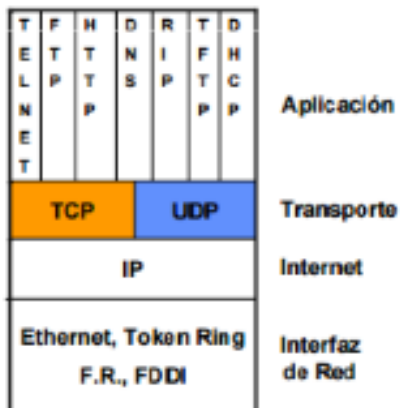 TELNET FTP HTTP DNS RIP TFTP DHCP
Aplicación
TCP UDP
Transporte
IP
Internet
Ethernet, Token Ring
F.R., FDDI
Interfaz
de Red